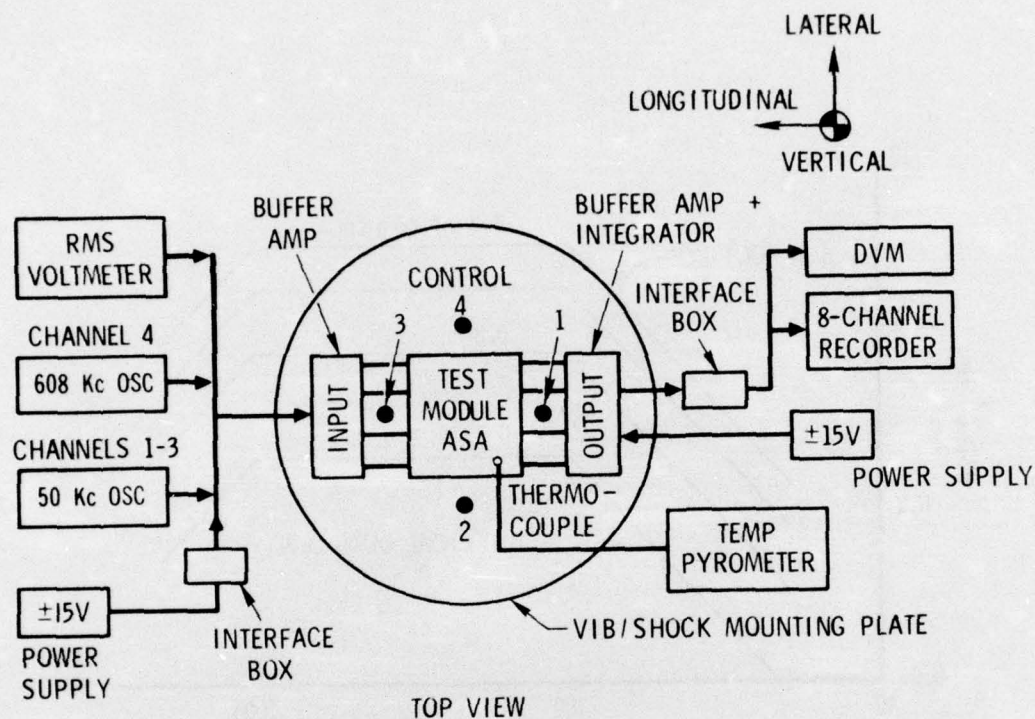 LATERAL
LONGITUDINAL
VERTICAL
BUFFER
AMP
BUFFER AMP +
INTEGRATOR
RMS
VOLTMETER
CONTROL
4
3
1
INTERFACE
BOX
DVM
8-CHANNEL
RECORDER
CHANNEL 4
608 Kc OSC
INPUT
TEST
MODULE
ASA
OUTPUT
CHANNELS 1-3
50 Kc OSC
±15V
POWER SUPPLY
2
THERMO-
COUPLE
TEMP
PYROMETER
±15V
POWER
SUPPLY
INTERFACE
BOX
VIB/SHOCK MOUNTING PLATE
TOP VIEW